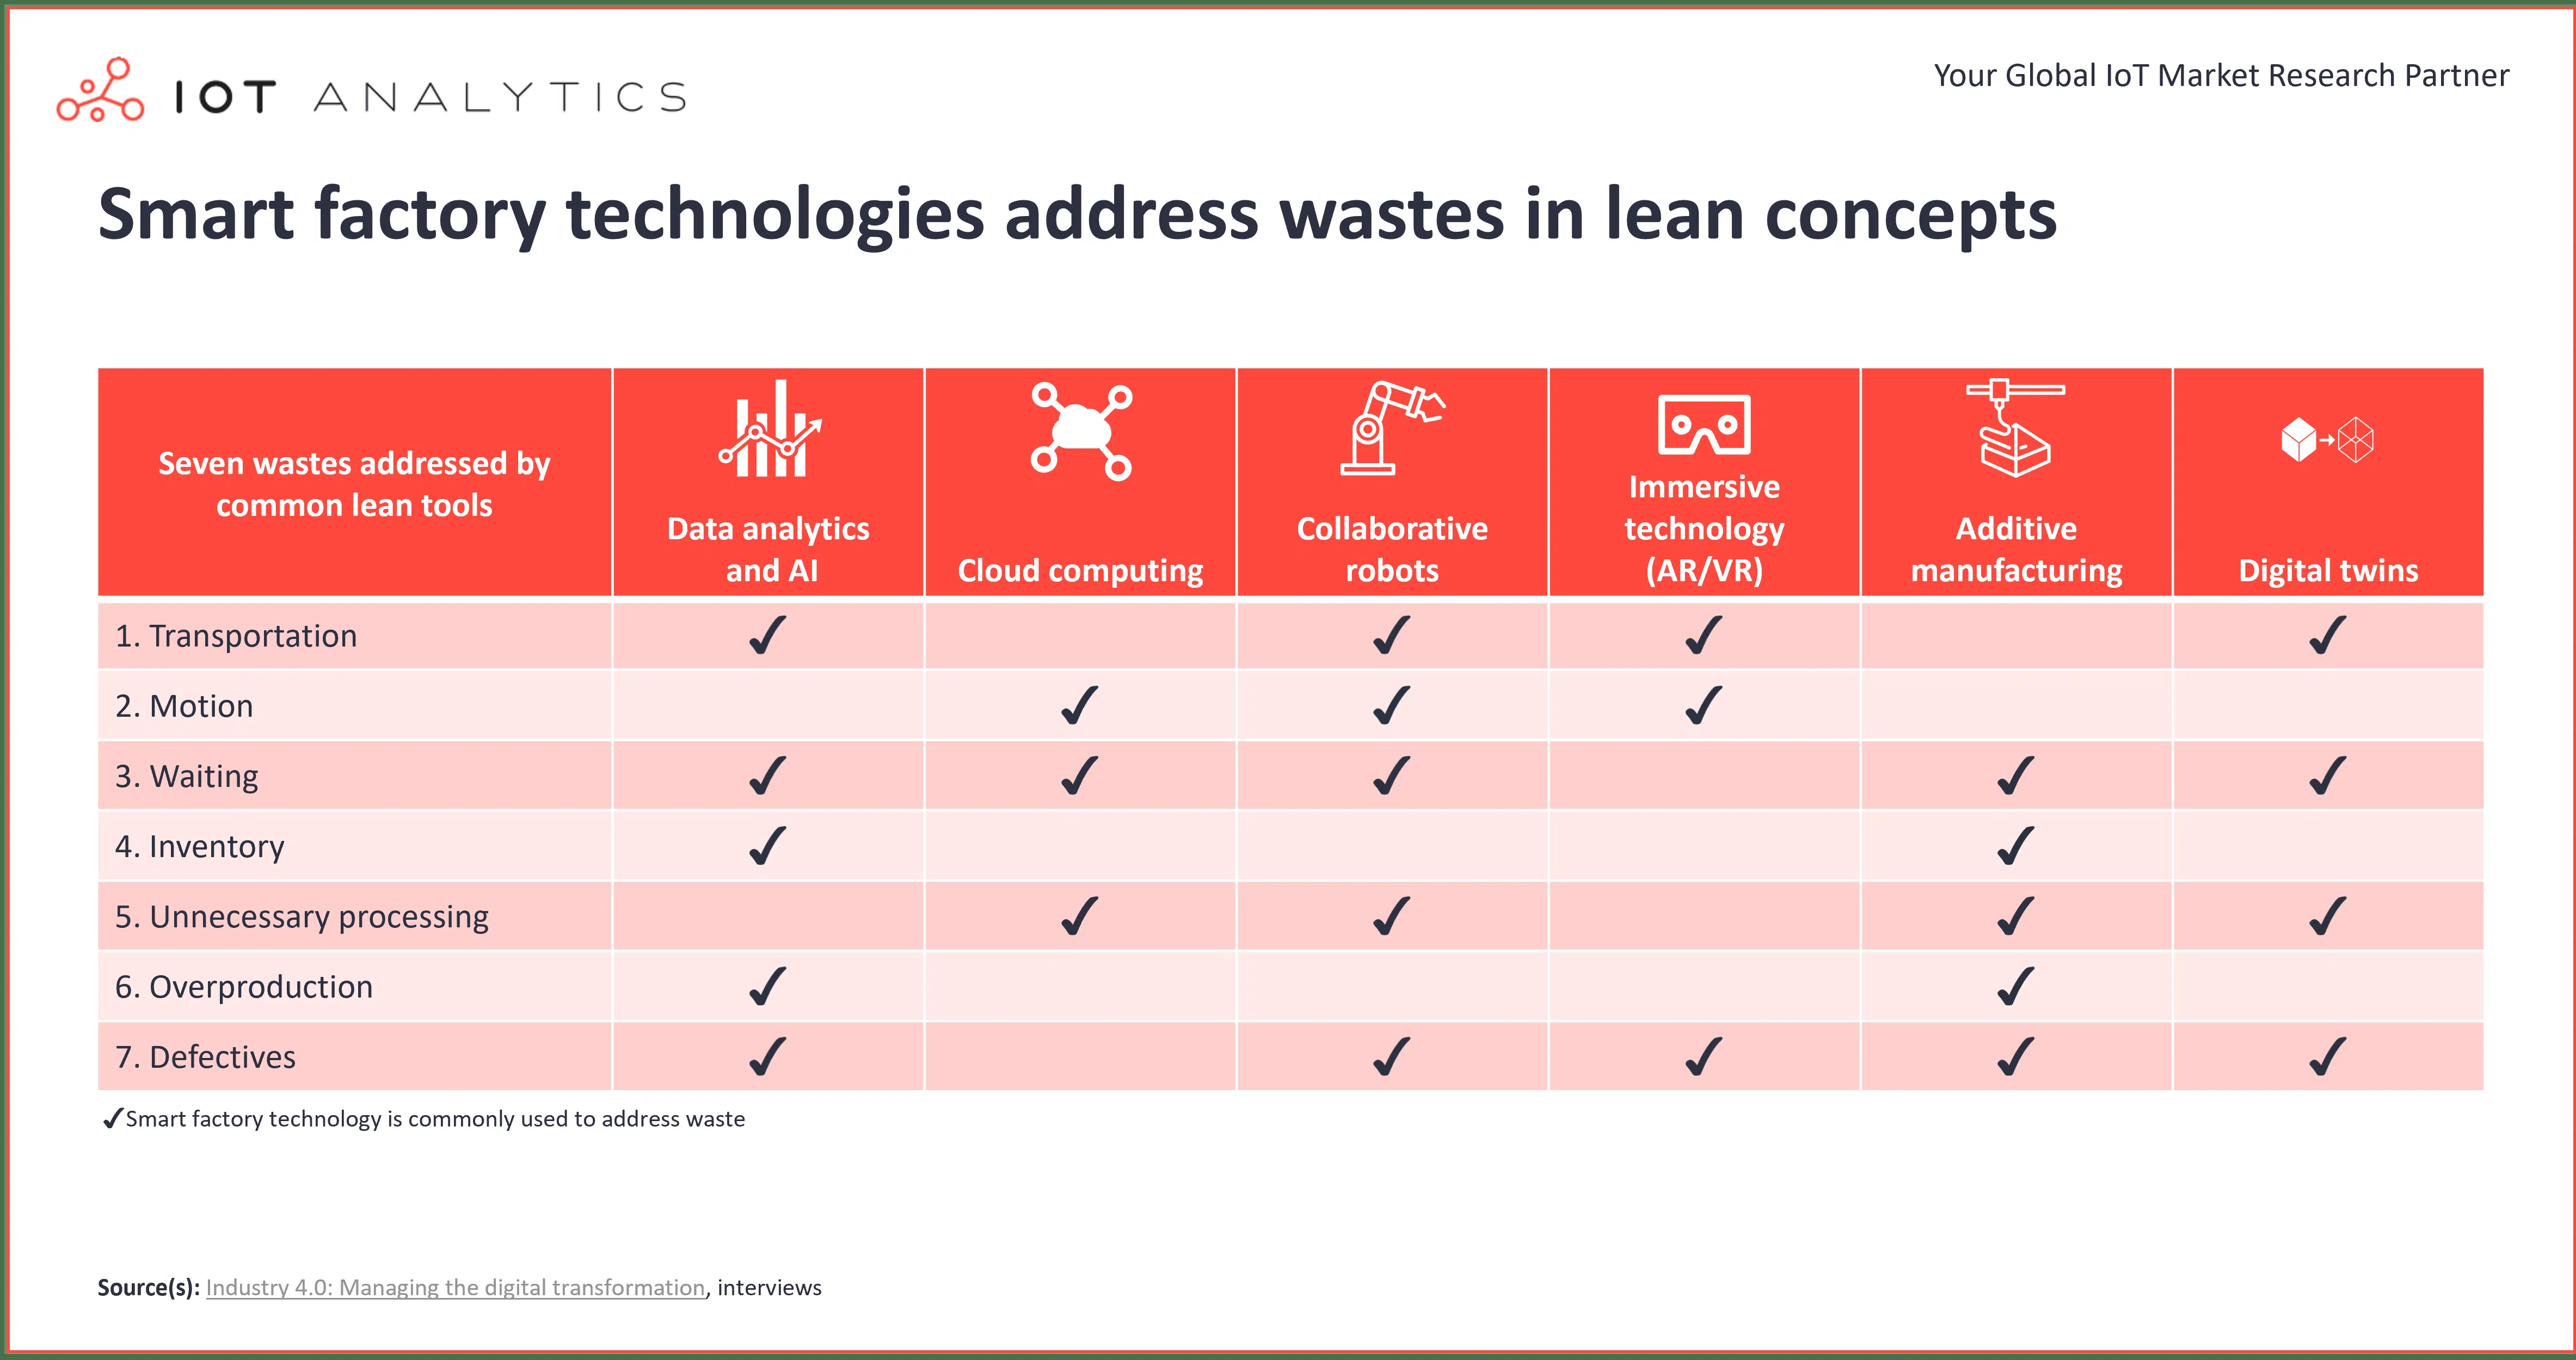 IOT ANALYTICS
Your Global IoT Market Research Partner
Smart factory technologies address wastes in lean concepts
Seven wastes addressed by
common lean tools
Data analytics
and AI
Cloud computing
Collaborative
robots
Immersive
technology
(AR/VR)
Additive
manufacturing
Digital twins
1. Transportation ✓ ✓ ✓ ✓
2. Motion ✓ ✓ ✓
3. Waiting ✓ ✓ ✓ ✓ ✓
4. Inventory ✓ ✓
5. Unnecessary processing ✓ ✓ ✓ ✓
6. Overproduction ✓ ✓
7. Defectives ✓ ✓ ✓ ✓ ✓
✓Smart factory technology is commonly used to address waste
Source(s): Industry 4.0: Managing the digital transformation, interviews